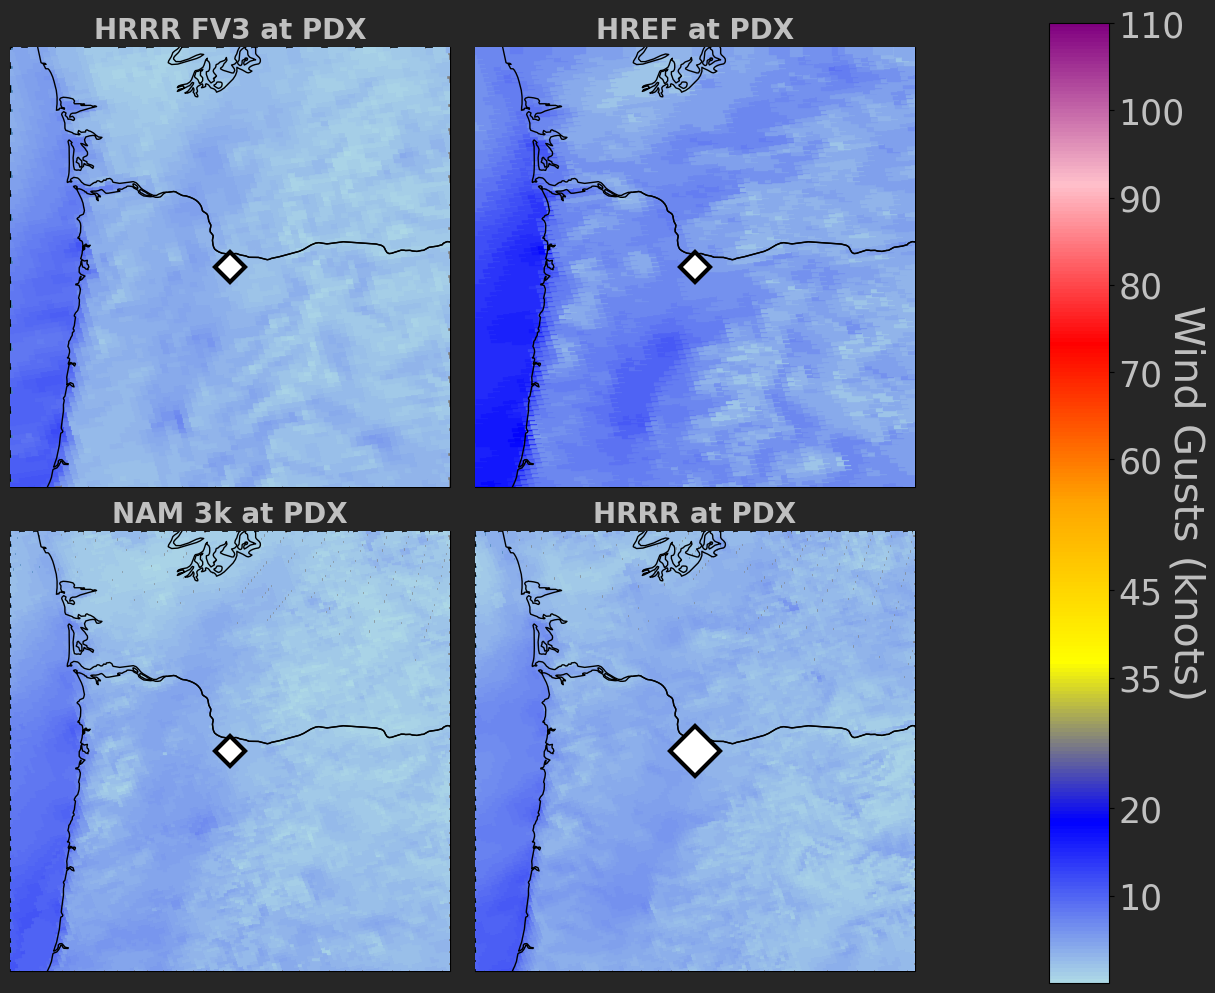 HRRR FV3 at PDX
HREF at PDX
NAM 3k at PDX
HRRR at PDX
110
100
90
80
70
60
45
35
20
10
Wind Gusts (knots)